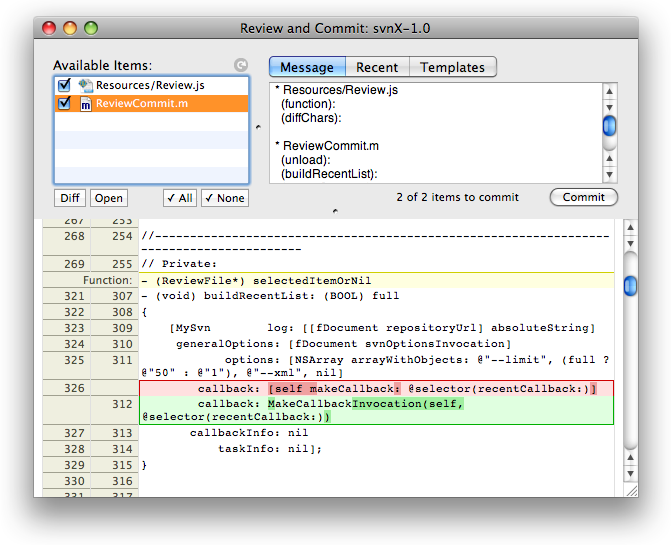 Review and Commit: svnX-1.0
Available Items:
Resources/Review.js
ReviewCommit.m
Diff Open ✓ All ✓ None
Message Recent Templates
* Resources/Review.js
(function):
(diffChars):
* ReviewCommit.m
(unload):
(buildRecentList):
2 of 2 items to commit Commit
267 253
268 254 //--------------------------------------------------------------
---------------------
269 255 // Private:
Function: - (ReviewFile*) selectedItemOrNil
321 307 - (void) buildRecentList: (BOOL) full
322 308 {
323 309 [MySvn log: [[fDocument repositoryUrl] absoluteString]
324 310 generalOptions: [fDocument svnOptionsInvocation]
325 311 options: [NSArray arrayWithObjects: @"--limit", (full ?
@"50" : @"1"), @"--xml", nil]
326 callback: [self makeCallback: @selector(recentCallback:)]
312 callback: MakeCallbackInvocation(self,
@selector(recentCallback:))
327 313 callbackInfo: nil
328 314 taskInfo: nil];
329 315 }
330 316
331 317